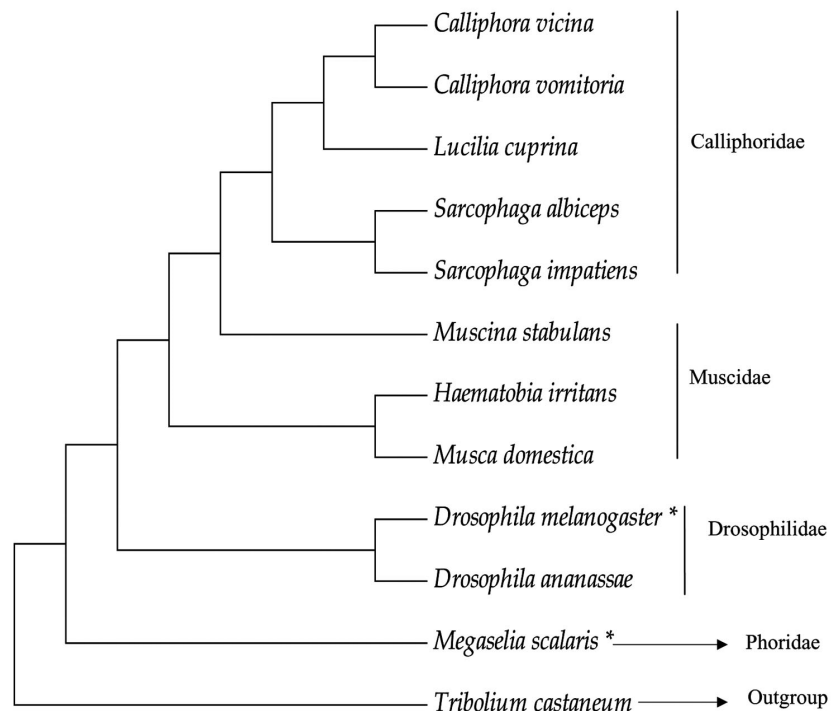 Calliphora vicina
Calliphora vomitoria
Lucilia cuprina
Sarcophaga albiceps
Sarcophaga impatiens
Calliphoridae
Muscina stabulans
Haematobia irritans
Musca domestica
Muscidae
Drosophila melanogaster *
Drosophila ananassae
Drosophilidae
Megaselia scalaris *
Phoridae
Tribolium castaneum
Outgroup